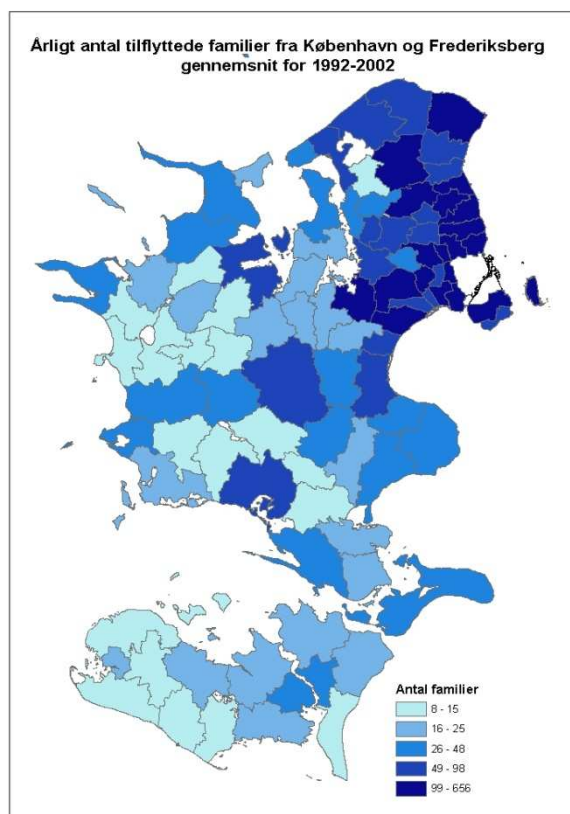 Årligt antal tilflyttede familier fra København og Frederiksberg
gennemsnit for 1992-2002
Antal familier
8 - 15
16 - 25
26 - 48
49 - 98
99 - 656